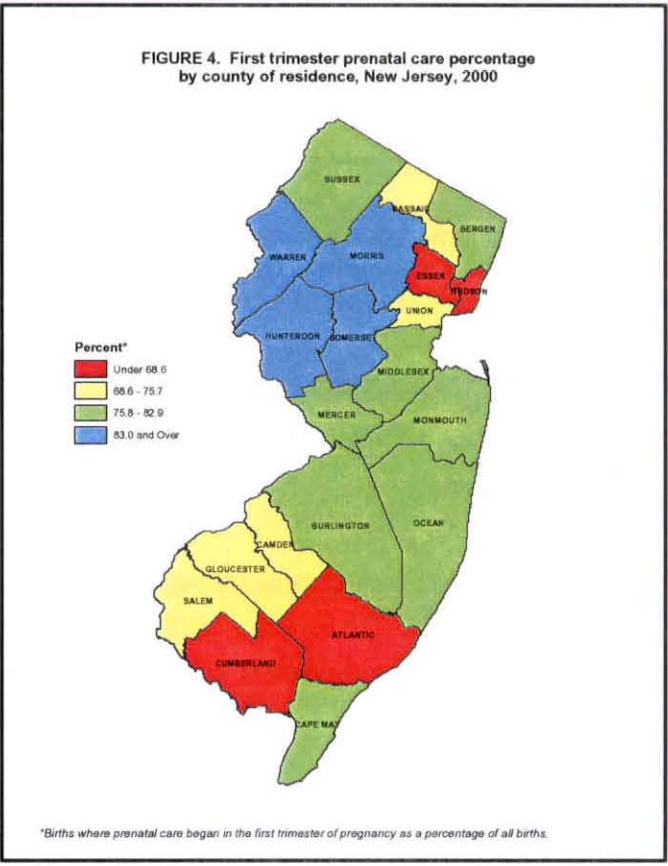 FIGURE 4. First trimester prenatal care percentage
by county of residence, New Jersey, 2000
SUSSEX
PASSAIC
BERGEN
WARREN
MORRIS
ESSEX
HUDSON
UNION
HUNTERDON
SOMERSET
MIDDLESEX
Percent*
Under 68.6
68.6 - 75.7
75.8 - 82.9
83.0 and Over
MERCER
MONMOUTH
BURLINGTON
OCEAN
CAMDEN
GLOUCESTER
SALEM
ATLANTIC
CUMBERLAND
CAPE MAY
*Births where prenatal care began in the first trimester of pregnancy as a percentage of all births.